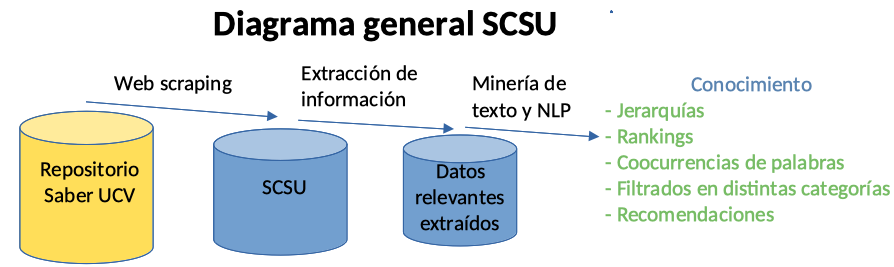 Diagrama general SCSU
Web scraping
Extracción de
información
Minería de
texto y NLP
Repositorio
Saber UCV
SCSU
Datos
relevantes
extraídos
Conocimiento
- Jerarquías
- Rankings
- Coocurrencias de palabras
- Filtrados en distintas categorías
- Recomendaciones